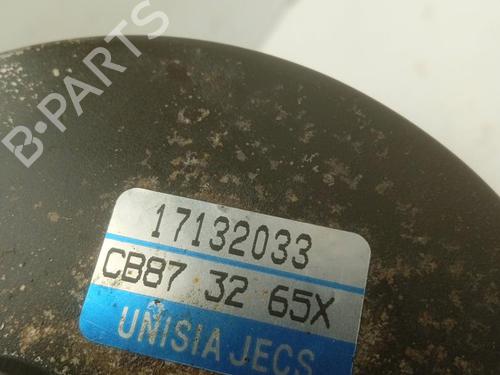 B-PARTS
17132033
CB87 32 65X
UNISIA JECS